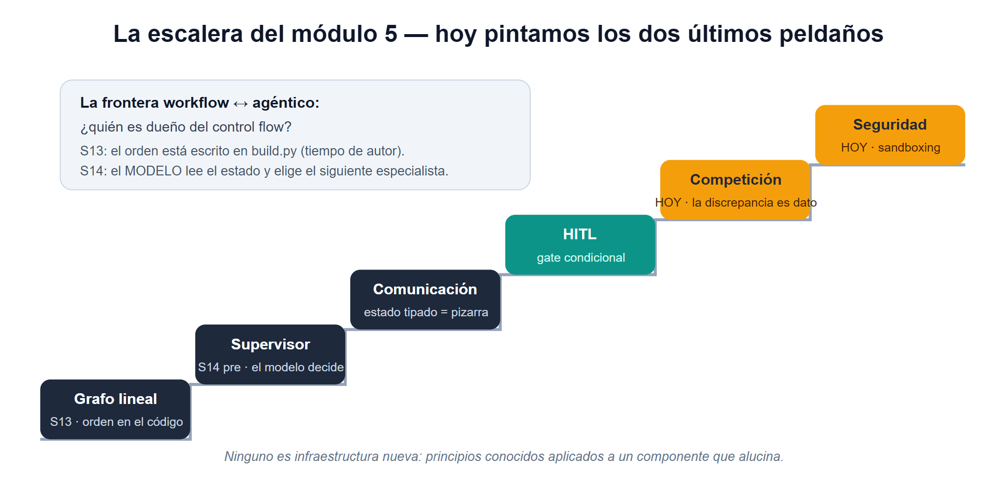 La escalera del módulo 5 — hoy pintamos los dos últimos peldaños
La frontera workflow ↔ agéntico:
¿quién es dueño del control flow?
S13: el orden está escrito en build.py (tiempo de autor).
S14: el MODELO lee el estado y elige el siguiente especialista.
Seguridad
HOY · sandboxing
Competición
HOY · la discrepancia es dato
HITL
gate condicional
Comunicación
estado tipado = pizarra
Supervisor
S14 pre · el modelo decide
Grafo lineal
S13 · orden en el código
Ninguno es infraestructura nueva: principios conocidos aplicados a un componente que alucina.